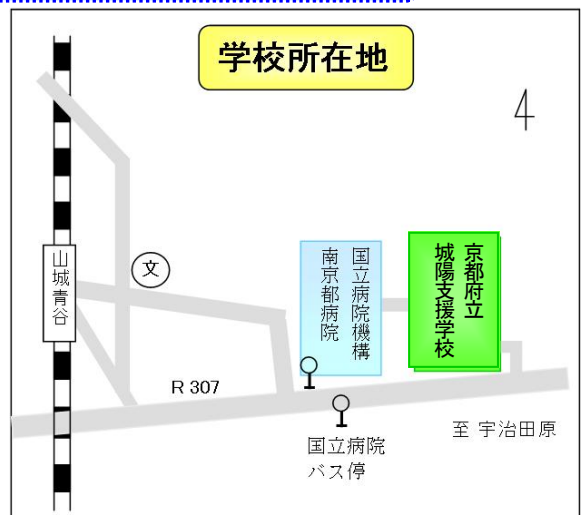 学校所在地
4
山城青谷
文
国立病院機構
南京都病院
京都府立
城陽支援学校
R 307
国立病院
バス停
至 宇治田原